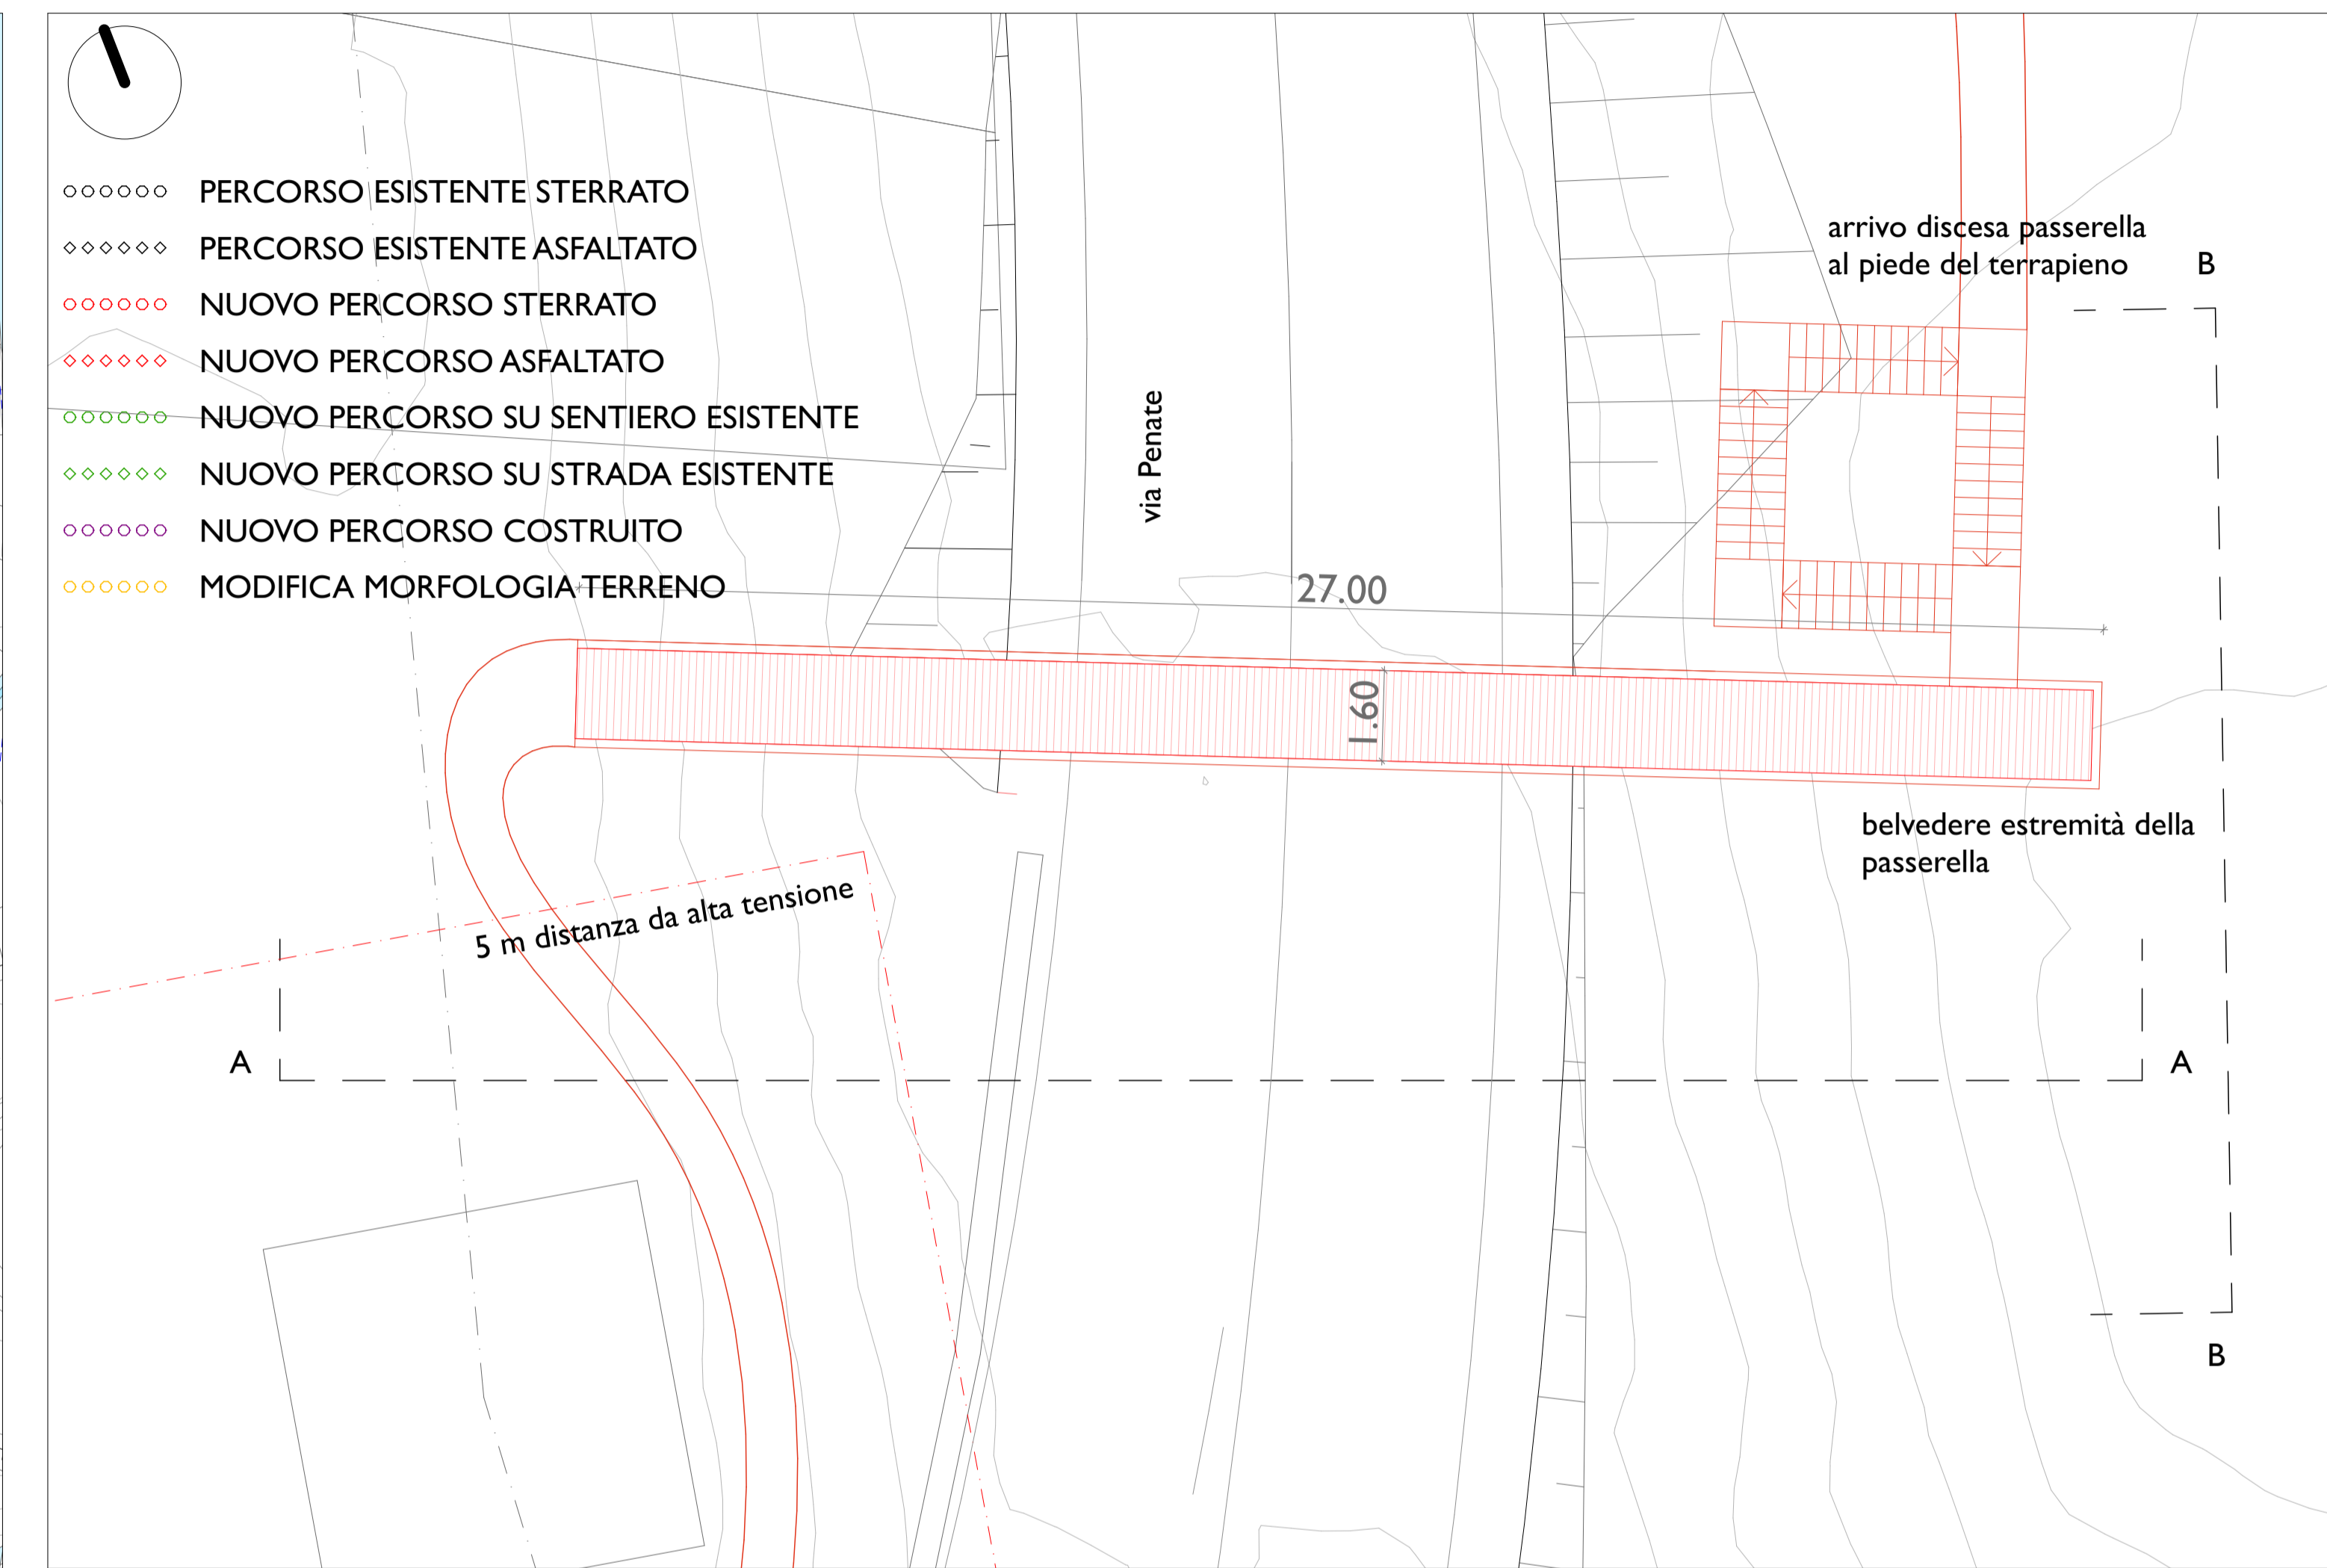 PERCORSO ESISTENTE STERRATO
PERCORSO ESISTENTE ASFALTATO
NUOVO PERCORSO STERRATO
NUOVO PERCORSO ASFALTATO
NUOVO PERCORSO SU SENTIERO ESISTENTE
NUOVO PERCORSO SU STRADA ESISTENTE
NUOVO PERCORSO COSTRUITO
MODIFICA MORFOLOGIA TERRENO
arrivo discesa passerella
al piede del terrapieno
B
via Penate
27.00
1.60
belvedere estremità della
passerella
5 m distanza da alta tensione
A
A
B